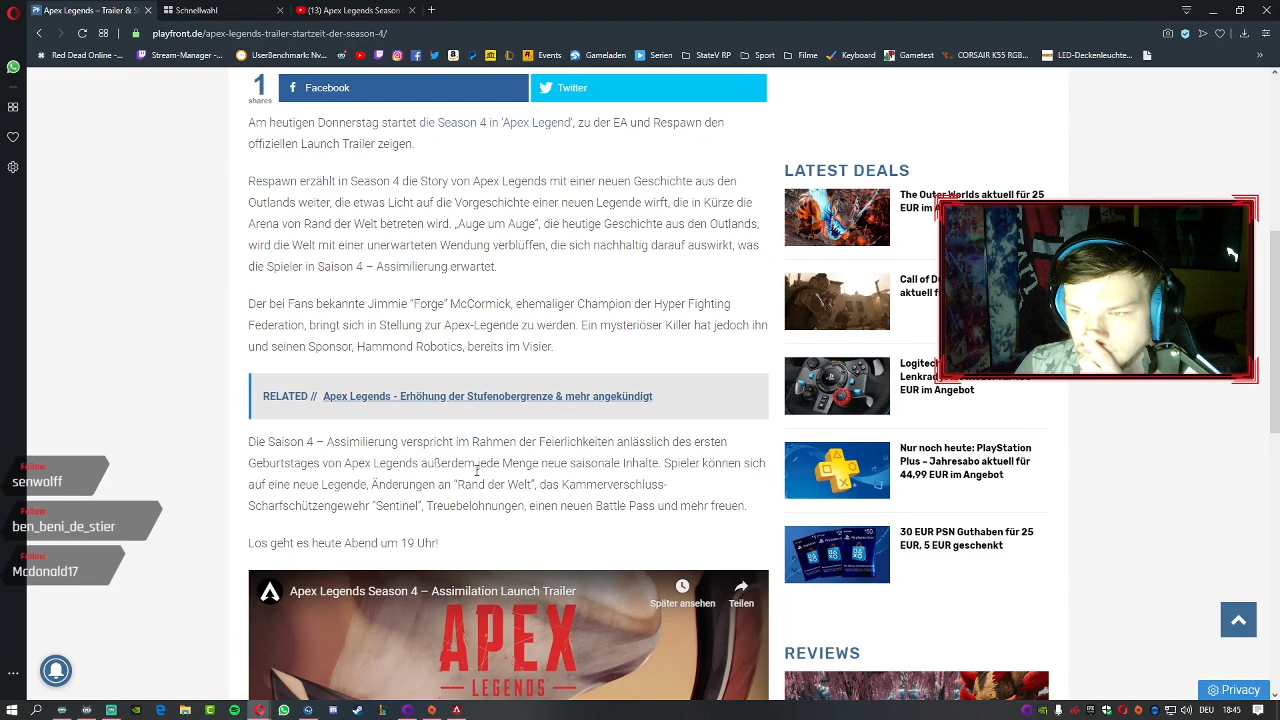 Apex Legends – Trailer & S
Schnellwahl
(13) Apex Legends Season
playfront.de/apex-legends-trailer-startzeit-der-season-4/
Red Dead Online -...
Stream-Manager -...
UserBenchmarks: G...
Gameladen
Seiten
StateV RP
Sport
Filme
Keyboard
Gametest
CORSAIR K55 RGB...
LED-Deckenleuchte...
1
shares
Facebook
Twitter
Am heutigen Donnerstag startet die Season 4 in 'Apex Legend', zu der EA und Respawn den
offiziellen Launch Trailer zeigen.
Respawn erzählt in Season 4 die Story von Apex Legends mit einer neuen Geschichte aus den
Outlands weiter, die etwas Licht auf die Vorgeschichte einer neuen Legende wirft, die in Kürze die
Arena von Rand der Welt betreten wird. „Auge um Auge“, die heutige Geschichte aus den Outlands,
wird die Welt mit einer unerwarteten Wendung verblüffen, die sich nachhaltig darauf auswirkt, was
die Spieler in Saison 4 – Assimilierung erwartet.
Der bei Fans bekannte Jimmie “Forge” McCormick, ehemaliger Champion der Hyper Fighting
Federation, bringt sich in Stellung zur Apex-Legende zu werden. Ein mysteriöser Killer hat jedoch ihn
und seinen Sponsor, Hammond Robotics, bereits im Visier.
RELATED // Apex Legends - Erhöhung der Stufenobergrenze & mehr angekündigt
Die Saison 4 – Assimilierung verspricht im Rahmen der Feierlichkeiten anlässlich des ersten
Geburtstages von Apex Legends außerdem jede Menge neue saisonale Inhalte. Spieler können sich
auf eine neue Legende, Änderungen an “Rand der Welt”, das Kammerverschluss-
Scharfschützengewehr “Sentinel”, Treuebelohnungen, einen neuen Battle Pass und mehr freuen.
Los geht es heute Abend um 19 Uhr!
Apex Legends Season 4 – Assimilation Launch Trailer
Später ansehen
Teilen
APEX
LEGENDS
LATEST DEALS
The Outer Worlds aktuell für 25
EUR im
Call of
aktuell
Logitech
EUR im Angebot
Nur noch heute: PlayStation
Plus – Jahresabo aktuell für
44,99 EUR im Angebot
30 EUR PSN Guthaben für 25
EUR, 5 EUR geschenkt
REVIEWS
Follow
senwolff
Follow
ben_beni_de_stier
Follow
Mcdonald17
Privacy
DEU
18:45